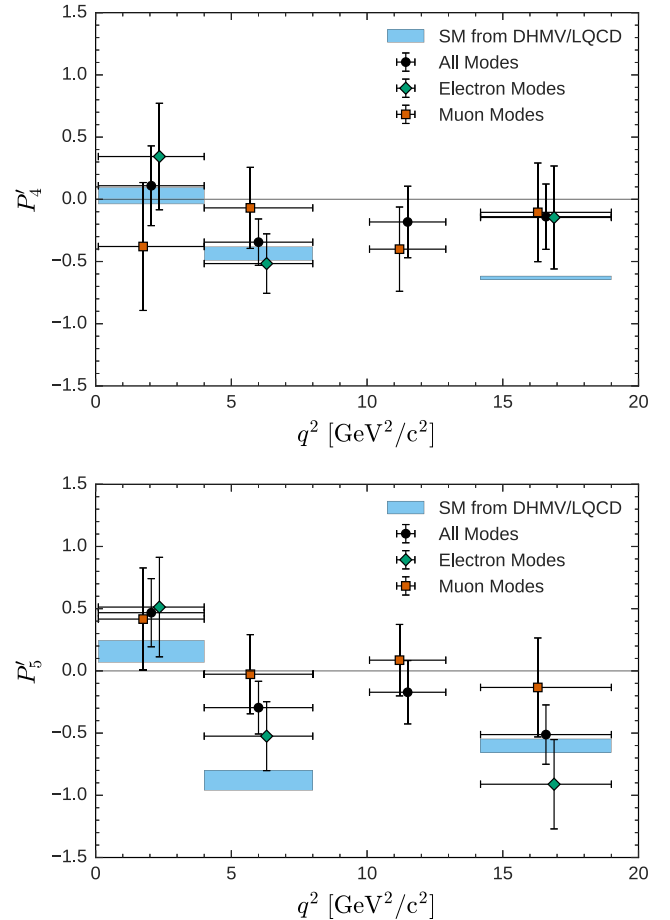 1.5
SM from DHMV/LQCD
All Modes
1.0
Electron Modes
Muon Modes
0.5
0.0
P′4
−0.5
−1.0
−1.5
0 5 10 15 20
q² [GeV²/c²]
1.5
SM from DHMV/LQCD
All Modes
1.0
Electron Modes
Muon Modes
0.5
0.0
P′5
−0.5
−1.0
−1.5
0 5 10 15 20
q² [GeV²/c²]